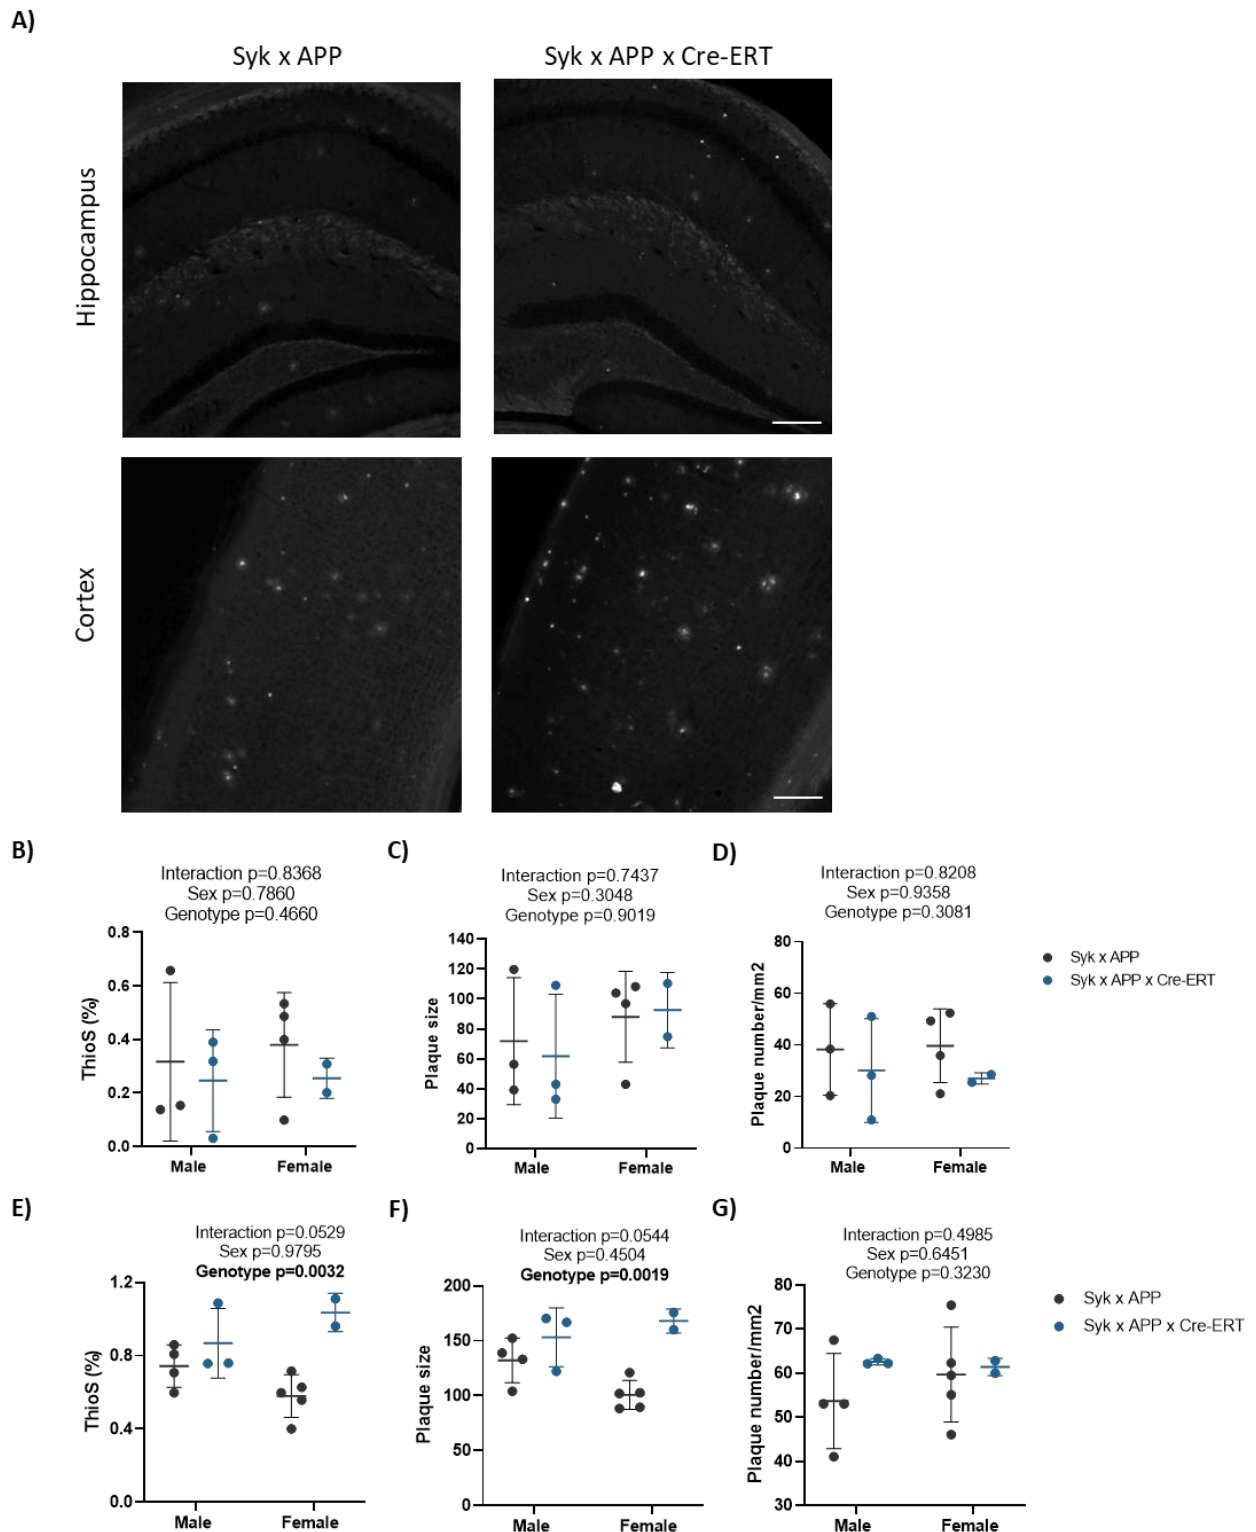 A)
Syk x APP
Syk x APP x Cre-ERT
Hippocampus
Cortex
B)
Interaction p=0.8368
Sex p=0.7860
Genotype p=0.4660
ThioS (%)
0.8
0.6
0.4
0.2
0.0
Male
Female
C)
Interaction p=0.7437
Sex p=0.3048
Genotype p=0.9019
Plaque size
140
120
100
80
60
40
20
0
Male
Female
D)
Interaction p=0.8208
Sex p=0.9358
Genotype p=0.3081
Plaque number/mm2
80
60
40
20
0
Male
Female
Syk x APP
Syk x APP x Cre-ERT
E)
Interaction p=0.0529
Sex p=0.9795
Genotype p=0.0032
ThioS (%)
1.2
0.8
0.4
0.0
Male
Female
F)
Interaction p=0.0544
Sex p=0.4504
Genotype p=0.0019
Plaque size
200
150
100
50
0
Male
Female
G)
Interaction p=0.4985
Sex p=0.6451
Genotype p=0.3230
Plaque number/mm2
80
70
60
50
40
30
Male
Female
Syk x APP
Syk x APP x Cre-ERT